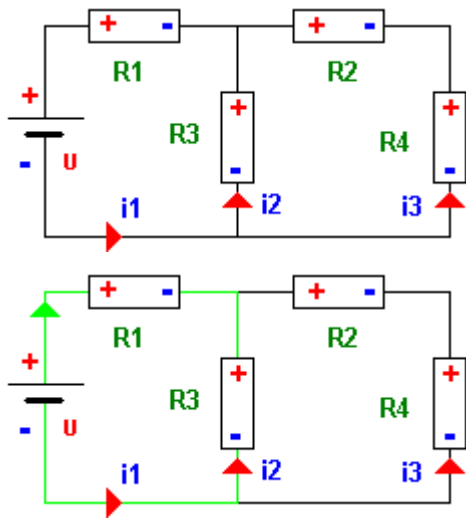 + - + -
R1 R2
+ + +
R3 R4
- U - -
i1 i2 i3
+ - + -
R1 R2
+ + +
R3 R4
- U - -
i1 i2 i3